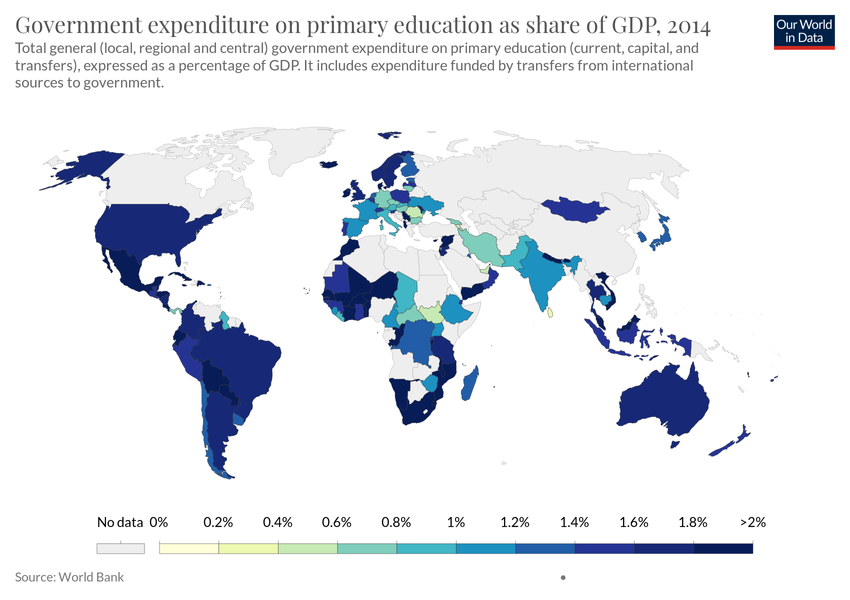 Government expenditure on primary education as share of GDP, 2014
Our World
in Data
Total general (local, regional and central) government expenditure on primary education (current, capital, and
transfers), expressed as a percentage of GDP. It includes expenditure funded by transfers from international
sources to government.
No data 0% 0.2% 0.4% 0.6% 0.8% 1% 1.2% 1.4% 1.6% 1.8% >2%
Source: World Bank